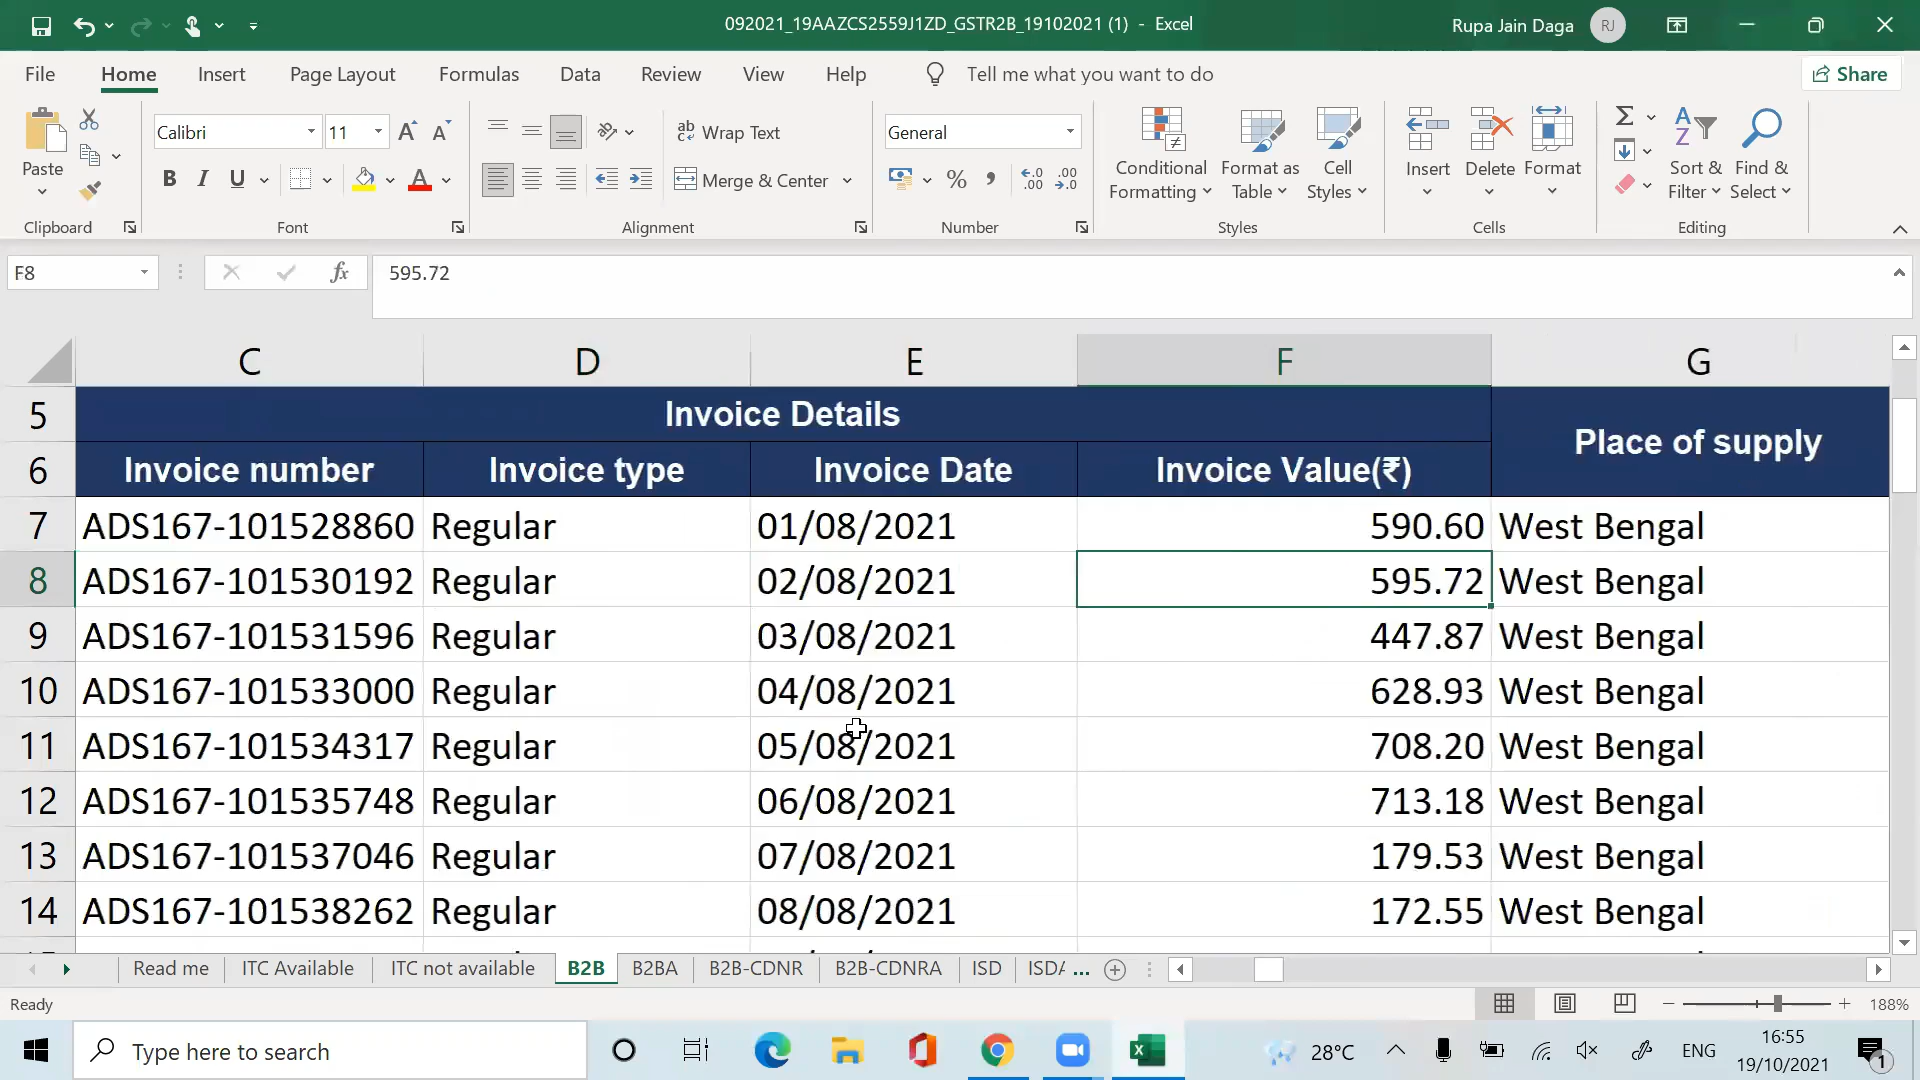 092021_19AAZCS2559J1ZD_GSTR2B_19102021 (1) - Excel
Rupa Jain Daga RJ
File Home Insert Page Layout Formulas Data Review View Help Tell me what you want to do Share
Paste
Clipboard
Calibri 11
B I U
Font
Wrap Text
Merge & Center
Alignment
General
Number
Conditional Formatting
Format as Table
Cell Styles
Styles
Insert Delete Format
Cells
Sort & Filter
Find & Select
Editing
F8 fx 595.72
C D E F G
5 Invoice Details Place of supply
6 Invoice number Invoice type Invoice Date Invoice Value(₹)
7 ADS167-101528860 Regular 01/08/2021 590.60 West Bengal
8 ADS167-101530192 Regular 02/08/2021 595.72 West Bengal
9 ADS167-101531596 Regular 03/08/2021 447.87 West Bengal
10 ADS167-101533000 Regular 04/08/2021 628.93 West Bengal
11 ADS167-101534317 Regular 05/08/2021 708.20 West Bengal
12 ADS167-101535748 Regular 06/08/2021 713.18 West Bengal
13 ADS167-101537046 Regular 07/08/2021 179.53 West Bengal
14 ADS167-101538262 Regular 08/08/2021 172.55 West Bengal
Read me ITC Available ITC not available B2B B2BA B2B-CDNR B2B-CDNRA ISD ISDA ...
Ready 188%
Type here to search 28°C ENG 16:55
19/10/2021 1